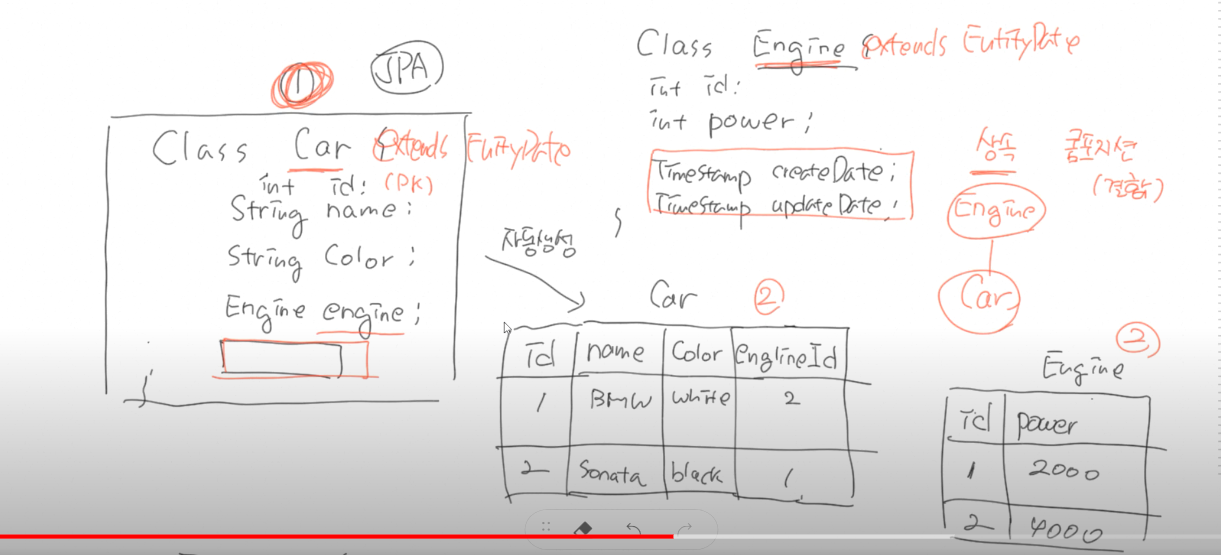 ① JPA
Class Car { extends EntityDate
int id; (PK)
String name;
String Color;
Engine engine;
}
Class Engine { extends EntityDate
int id;
int power;
Timestamp createDate;
Timestamp updateDate;
}
상속 콤포지션
(결합)
Engine
Car
자동생성
Car ②
id name Color englineId
1 BMW white 2
2 Sonata black 1
Engine ②
id power
1 2000
2 4000